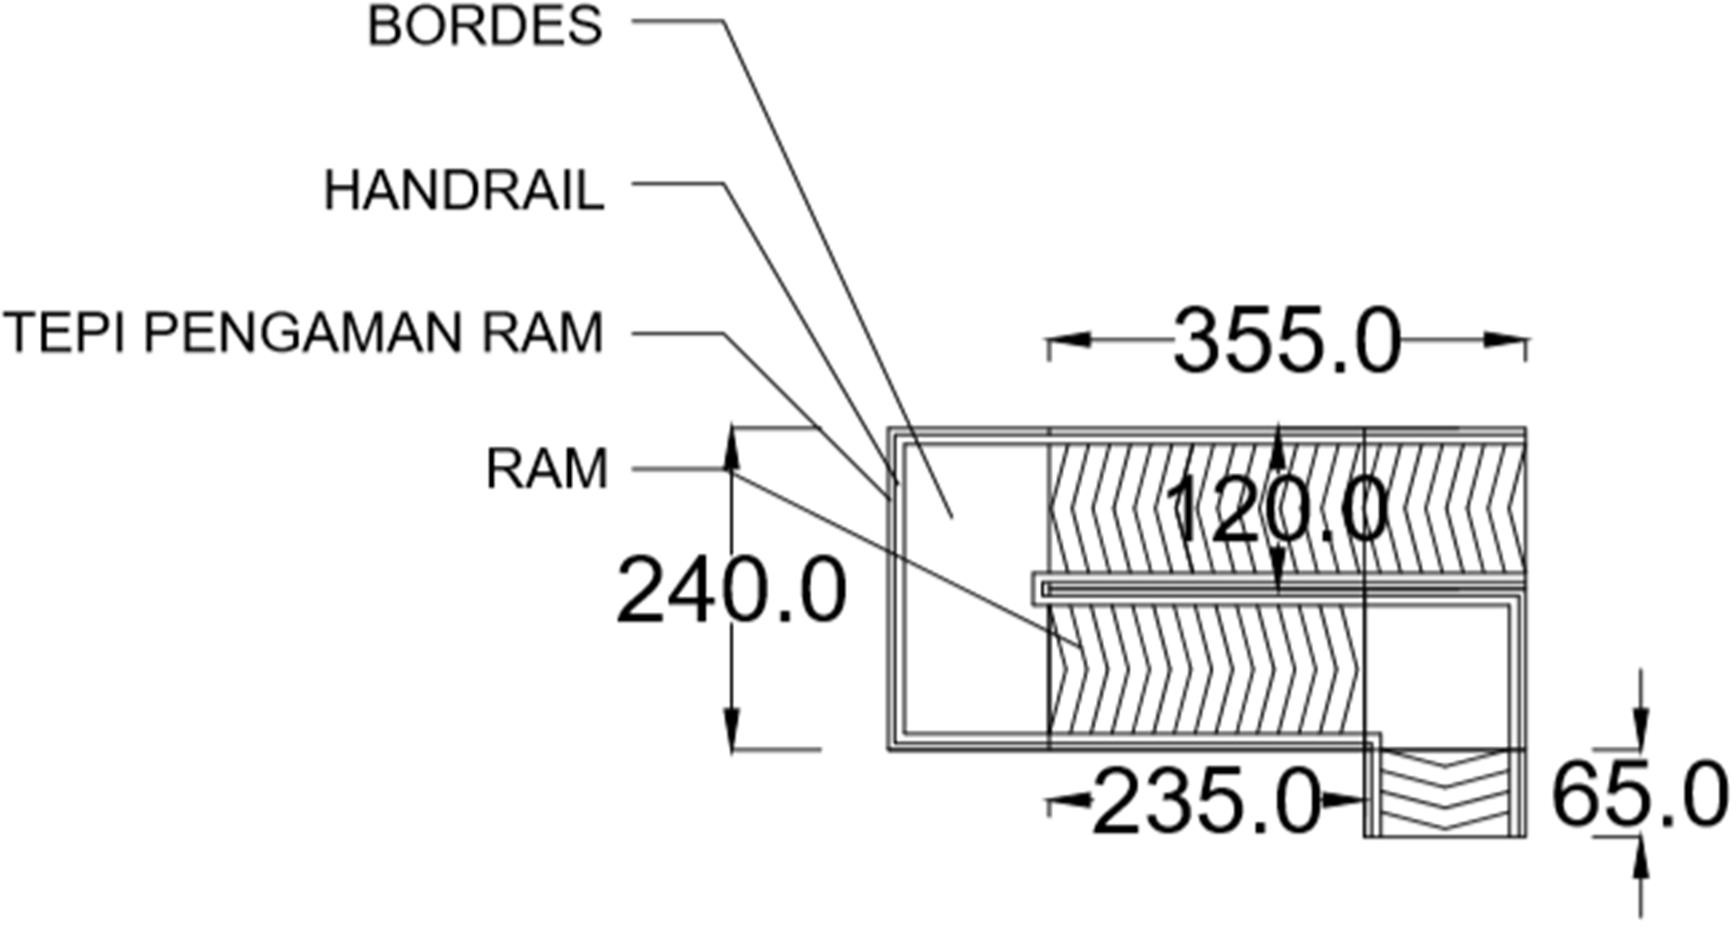 BORDES
HANDRAIL
TEPI PENGAMAN RAM
355.0
RAM
120.0
240.0
235.0
65.0